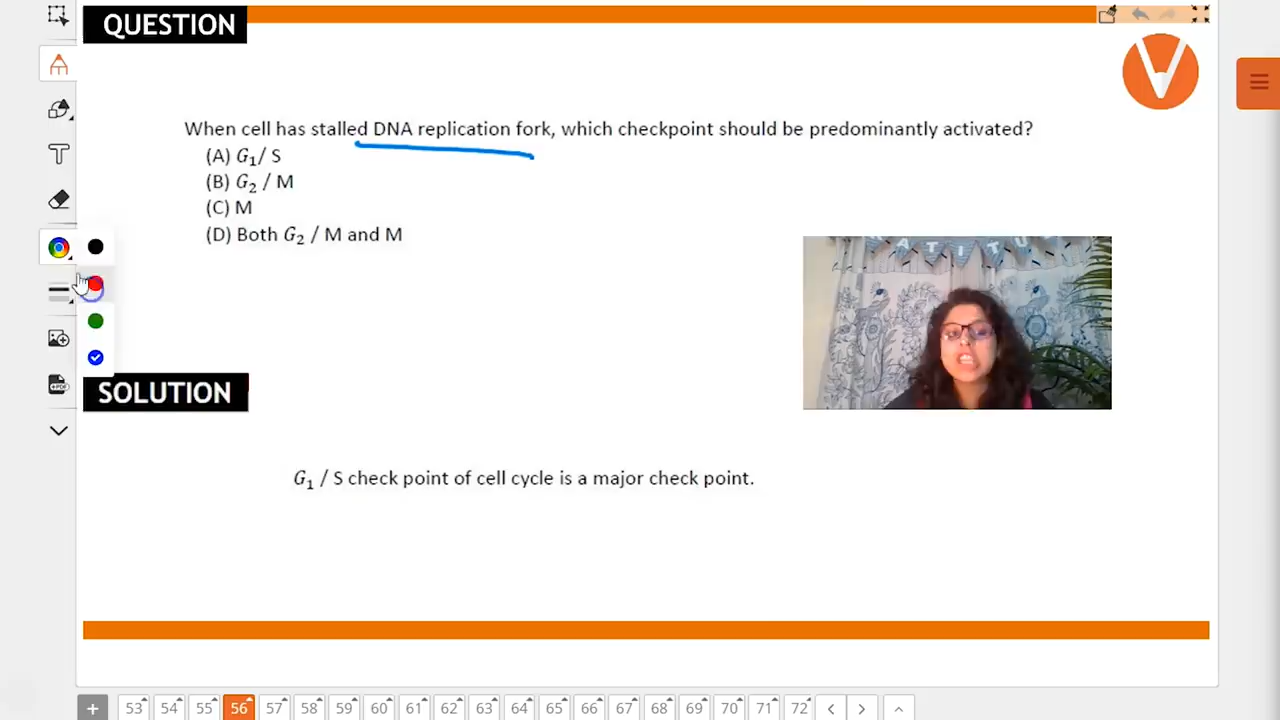 QUESTION
When cell has stalled DNA replication fork, which checkpoint should be predominantly activated?
(A) G₁/ S
(B) G₂ / M
(C) M
(D) Both G₂ / M and M
SOLUTION
G₁ / S check point of cell cycle is a major check point.
53 54 55 56 57 58 59 60 61 62 63 64 65 66 67 68 69 70 71 72